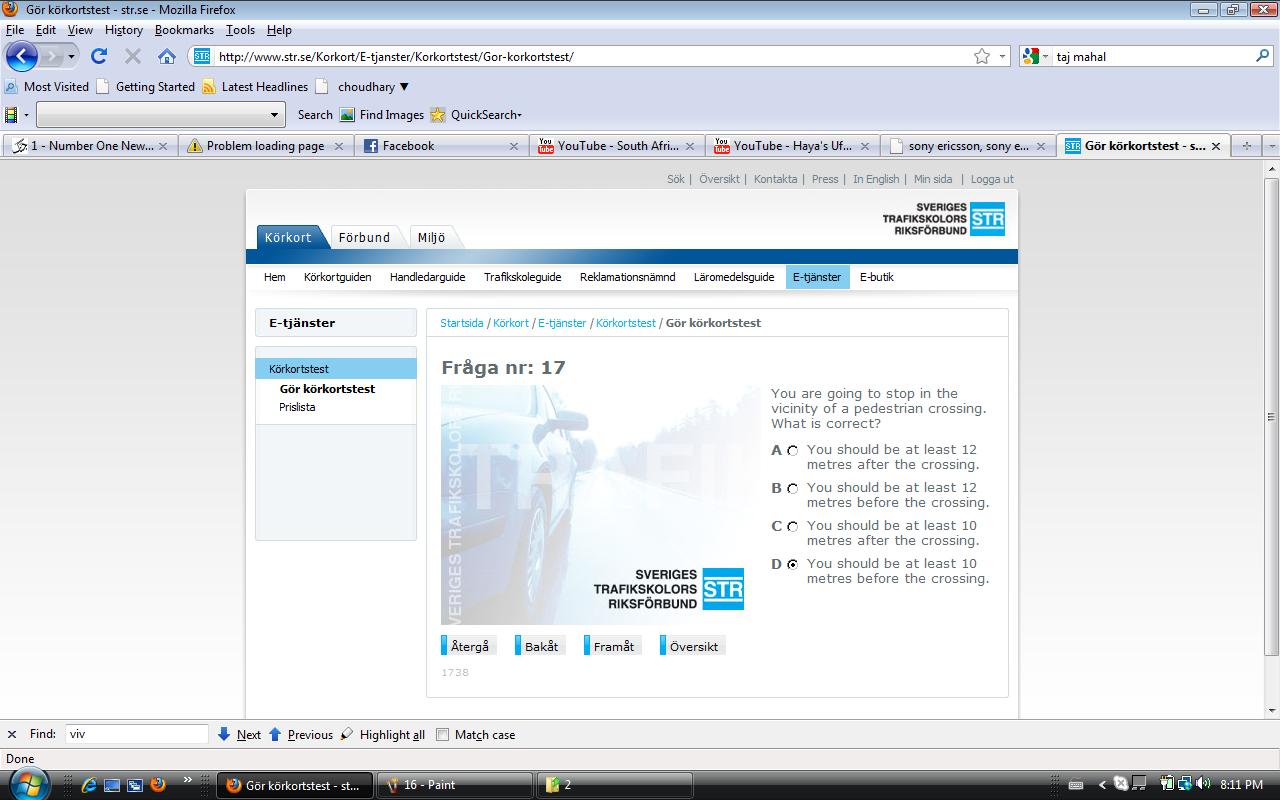 Gör körkortstest - str.se - Mozilla Firefox
File Edit View History Bookmarks Tools Help
STR http://www.str.se/Korkort/E-tjanster/Korkortstest/Gor-korkortstest/ taj mahal
Most Visited Getting Started Latest Headlines choudhary
Search Find Images QuickSearch
1 - Number One New... Problem loading page Facebook YouTube - South Afri... YouTube - Haya's Uf... sony ericsson, sony e... Gör körkortstest - s...
Sök | Översikt | Kontakta | Press | In English | Min sida | Logga ut
SVERIGES
TRAFIKSKOLORS STR
RIKSFÖRBUND
Körkort Förbund Miljö
Hem Körkortguiden Handledarguide Trafikskoleguide Reklamationsnämnd Läromedelsguide E-tjänster E-butik
E-tjänster
Körkortstest
Gör körkortstest
Prislista
Startsida / Körkort / E-tjänster / Körkortstest / Gör körkortstest
Fråga nr: 17
You are going to stop in the
vicinity of a pedestrian crossing.
What is correct?
A You should be at least 12
metres after the crossing.
B You should be at least 12
metres before the crossing.
C You should be at least 10
metres after the crossing.
D You should be at least 10
metres before the crossing.
SVERIGES
TRAFIKSKOLORS STR
RIKSFÖRBUND
Återgå Bakåt Framåt Översikt
1738
Find: viv Next Previous Highlight all Match case
Done
Gör körkortstest - st... 16 - Paint 2 8:11 PM